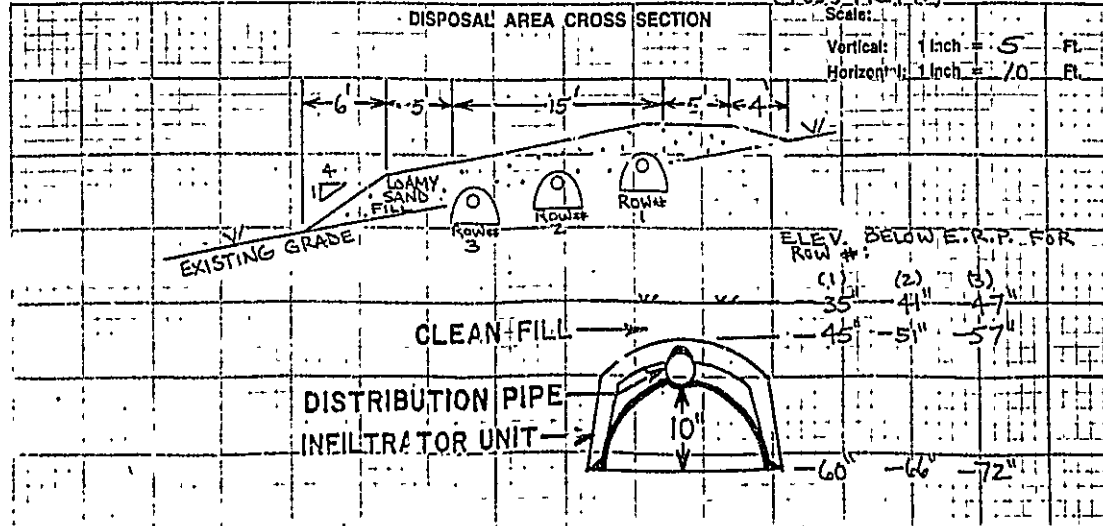 DISPOSAL AREA CROSS SECTION
Scale:
Vertical: 1 Inch = 5 Ft.
Horizontal: 1 Inch = 10 Ft.
6' 5 15' 5' 4'
4
1
LOAMY
SAND
FILL
ROW#
3
ROW#
2
ROW#
1
EXISTING GRADE
ELEV. BELOW E.R.P. FOR
ROW #:
(1) (2) (3)
35" 41" 47"
CLEAN FILL
-45" -51" -57"
DISTRIBUTION PIPE
INFILTRATOR UNIT
10"
-60" -66" -72"